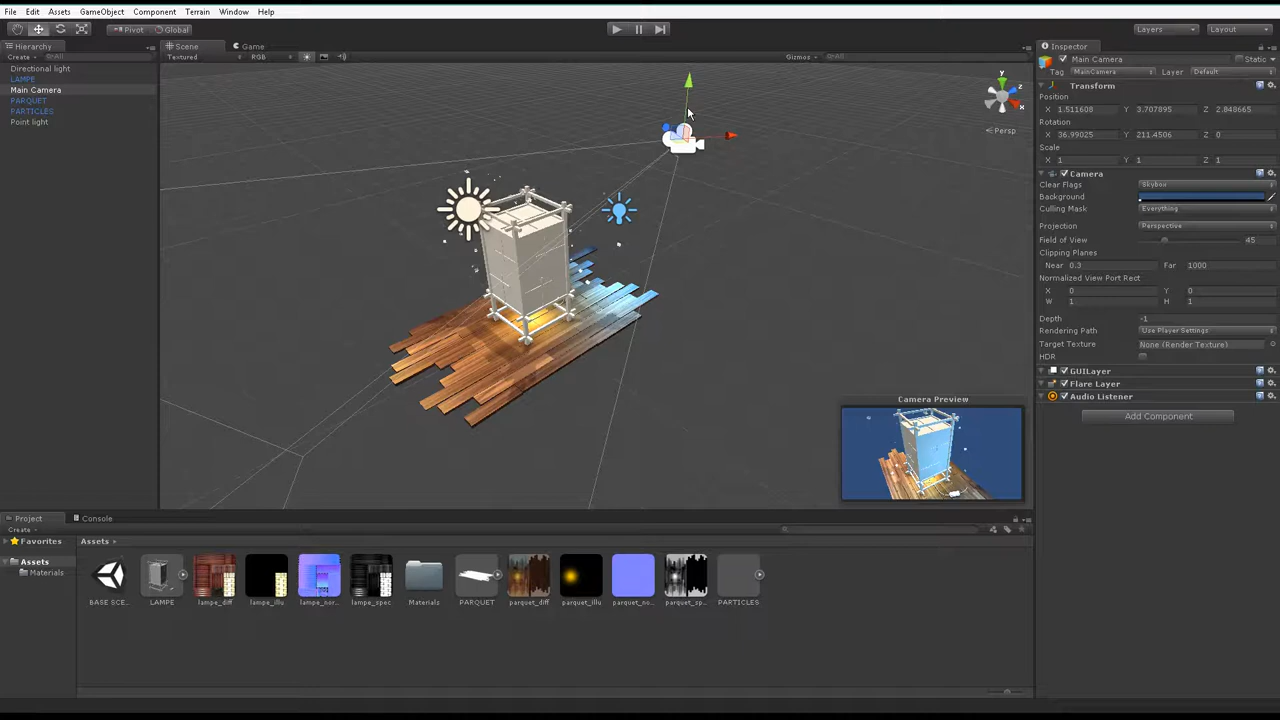 File Edit Assets GameObject Component Terrain Window Help
Pivot Global Layers Layout
Hierarchy Scene Game Inspector
Create All Textured RGB Gizmos All
Main Camera Static
Tag MainCamera Layer Default
Directional light
LAMPE
Main Camera
PARQUET
PARTICLES
Point light
y
z
x
Persp
Transform
Position
X 1.511608 Y 3.707895 Z 2.848665
Rotation
X 36.99025 Y 211.4506 Z 0
Scale
X 1 Y 1 Z 1
Camera
Clear Flags Skybox
Background
Culling Mask Everything
Projection Perspective
Field of View 45
Clipping Planes
Near 0.3 Far 1000
Normalized View Port Rect
X 0 Y 0
W 1 H 1
Depth -1
Rendering Path Use Player Settings
Target Texture None (Render Texture)
HDR
GUILayer
Flare Layer
Audio Listener
Add Component
Camera Preview
Project Console
Create
Favorites
Assets
Materials
Assets
BASE SCE... LAMPE lampe_diff lampe_illu lampe_nor... lampe_spec Materials PARQUET parquet_diff parquet_illu parquet_no... parquet_sp... PARTICLES